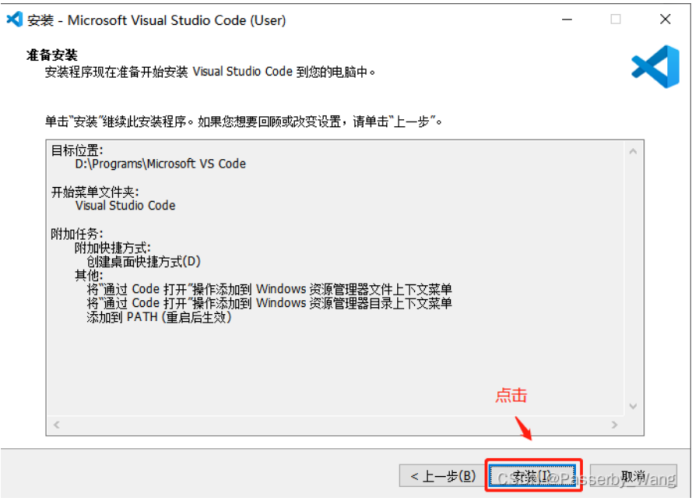 安装 - Microsoft Visual Studio Code (User)
准备安装
安装程序现在准备开始安装 Visual Studio Code 到您的电脑中。
单击“安装”继续此安装程序。如果您想要回顾或改变设置，请单击“上一步”。
目标位置:
D:\Programs\Microsoft VS Code
开始菜单文件夹:
Visual Studio Code
附加任务:
附加快捷方式:
创建桌面快捷方式(D)
其他:
将“通过 Code 打开”操作添加到 Windows 资源管理器文件上下文菜单
将“通过 Code 打开”操作添加到 Windows 资源管理器目录上下文菜单
添加到 PATH (重启后生效)
点击
< 上一步(B)
安装(I)
取消
CSDN @Passerby_Wang